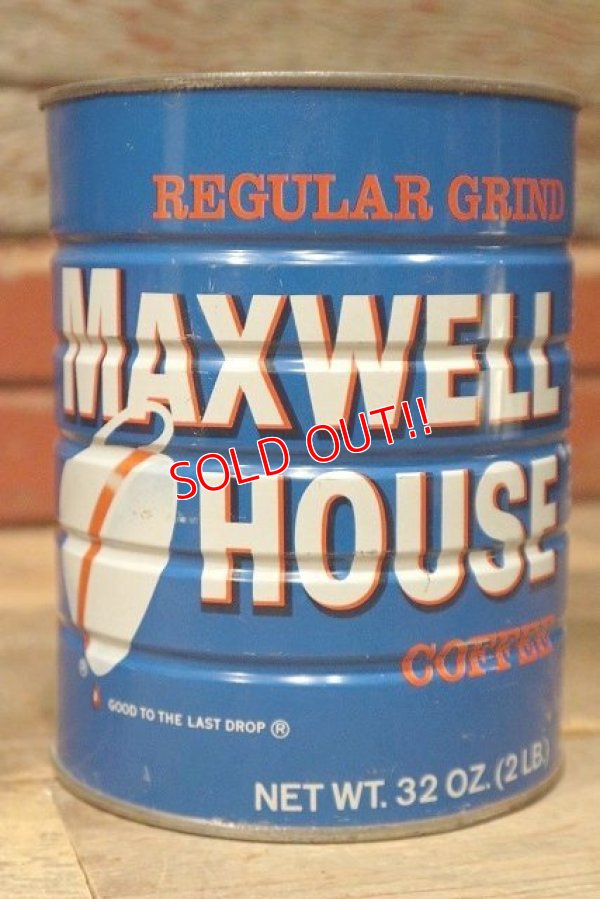 REGULAR GRIND
MAXWELL
SOLD OUT!!
HOUSE
COFFEE
GOOD TO THE LAST DROP ®
NET WT. 32 OZ. (2 LB.)